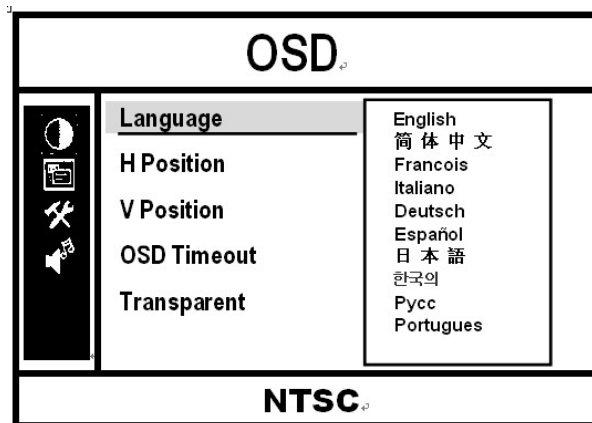 OSD
Language
H Position
V Position
OSD Timeout
Transparent
English
简体中文
Francois
Italiano
Deutsch
Español
日本語
한국의
Pycc
Portugues
NTSC